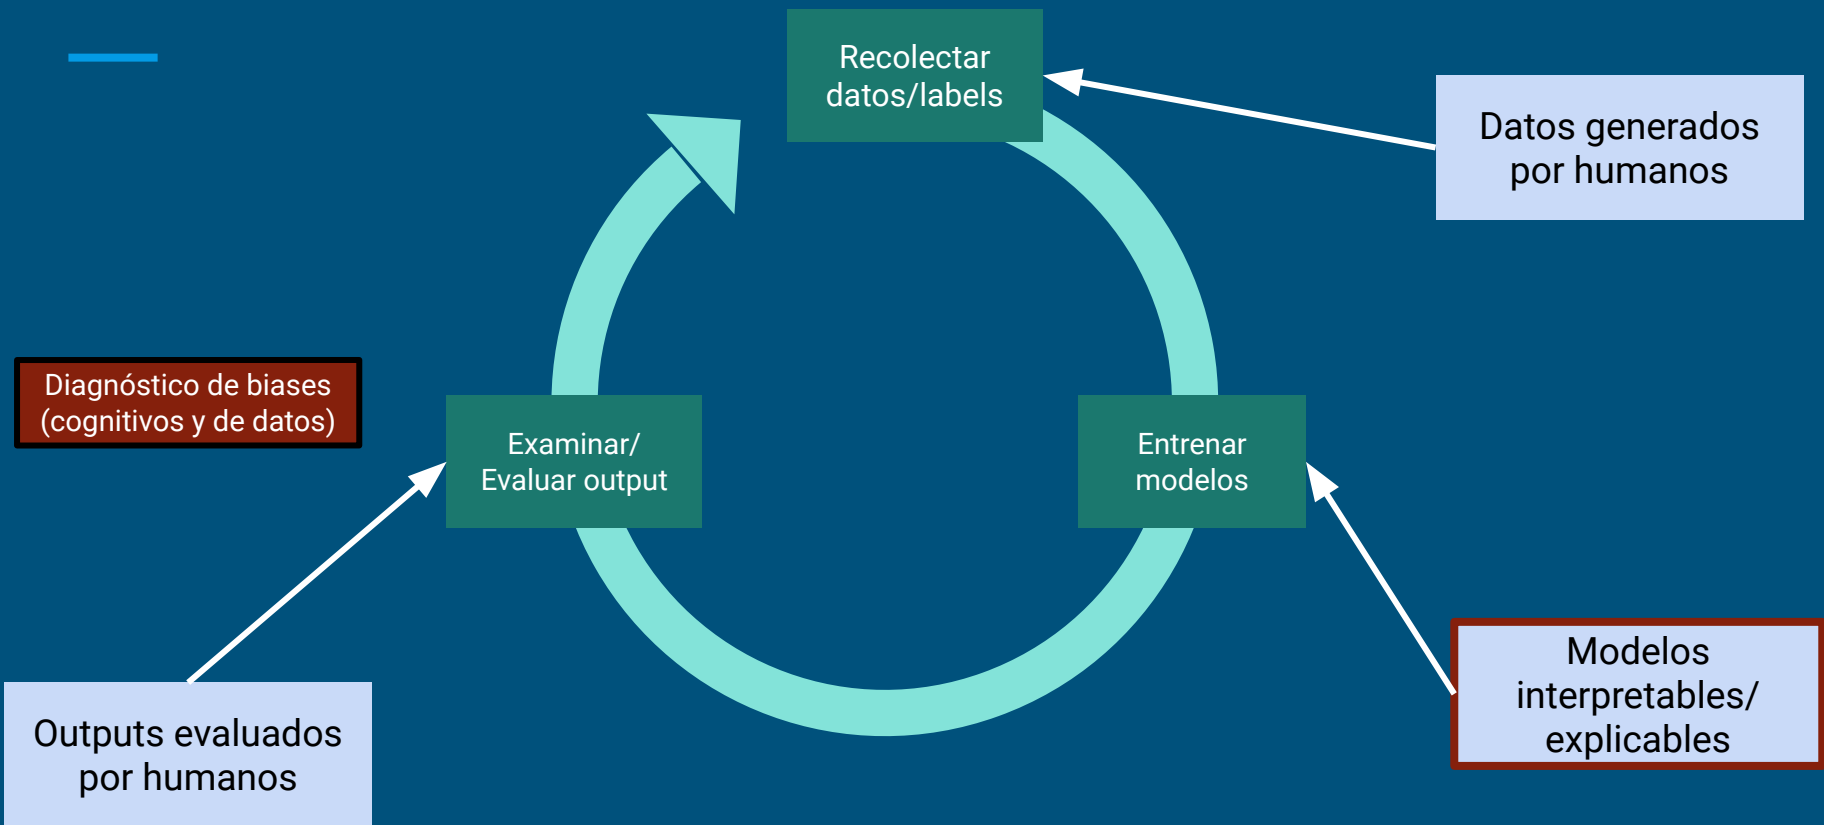 Recolectar
datos/labels
Datos generados
por humanos
Diagnóstico de biases
(cognitivos y de datos)
Examinar/
Evaluar output
Entrenar
modelos
Modelos
interpretables/
explicables
Outputs evaluados
por humanos